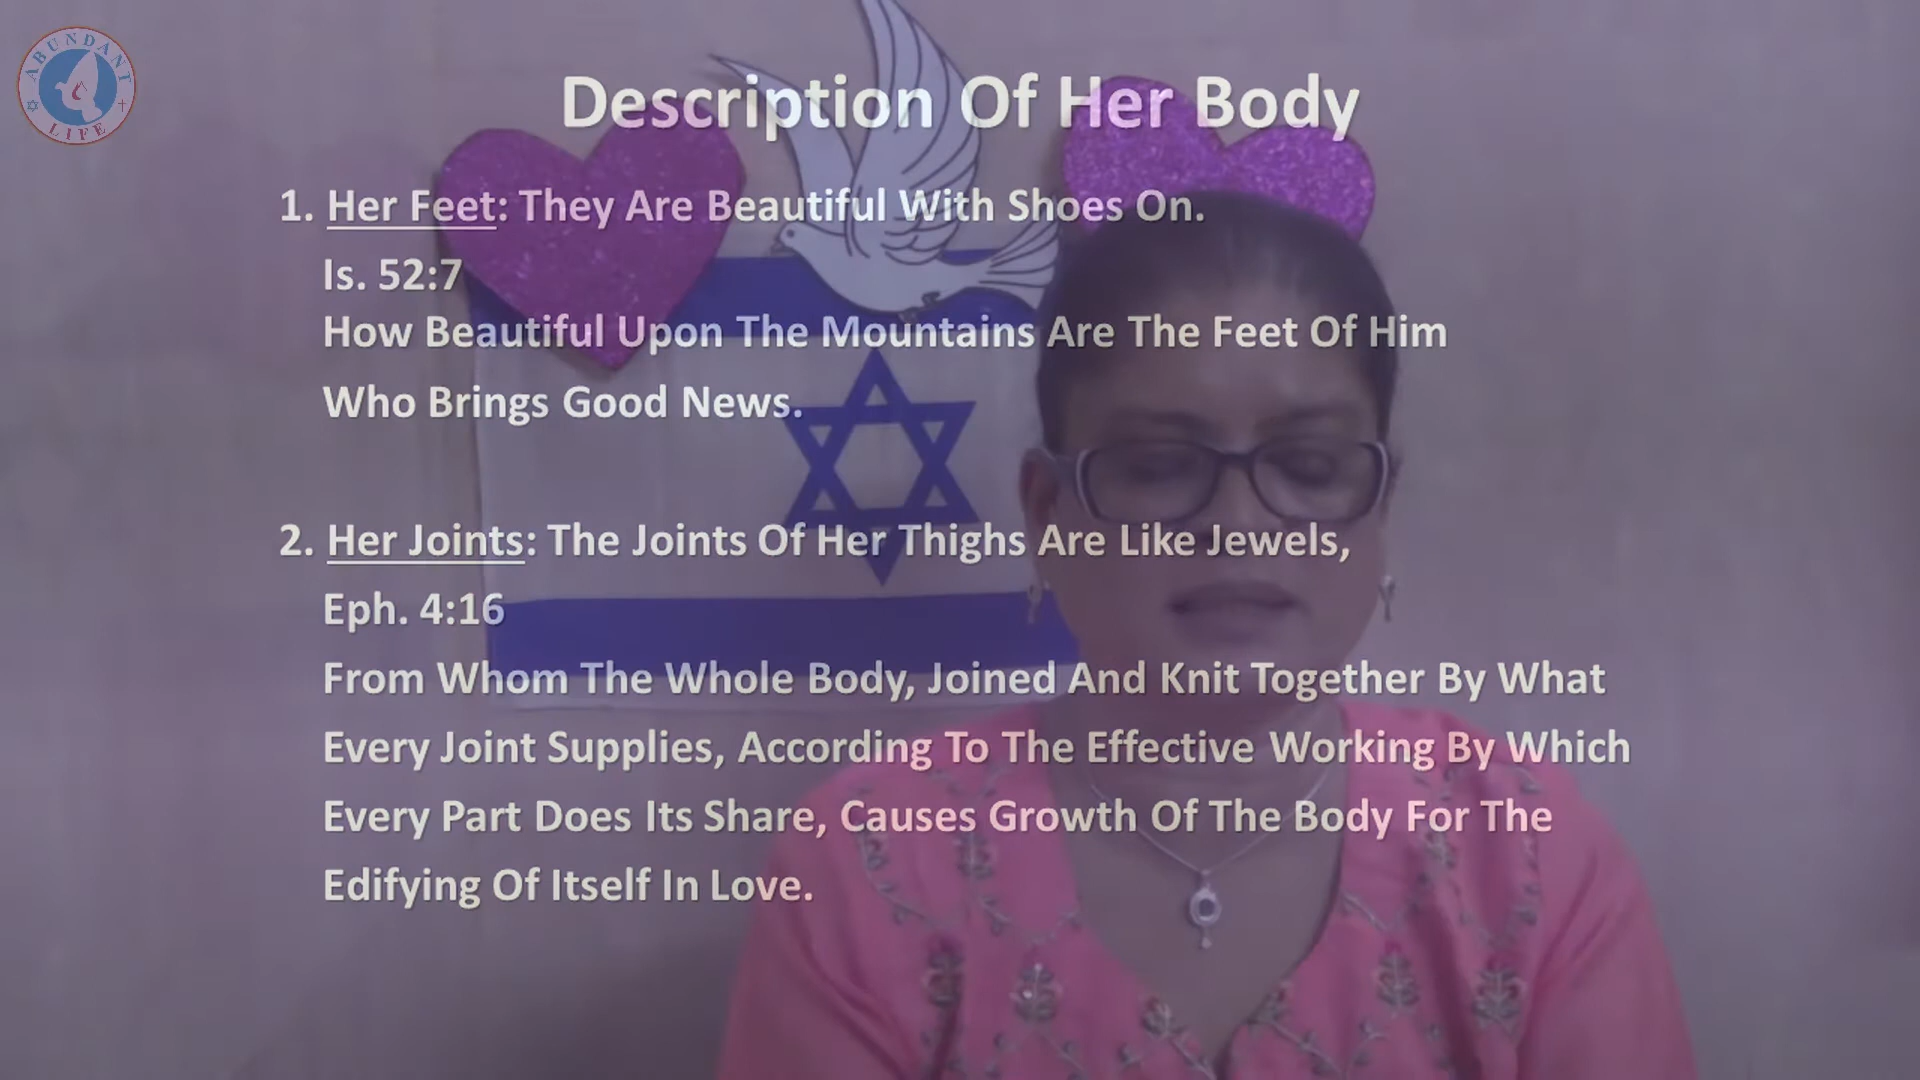 ABUNDANT
LIFE
Description Of Her Body
1. Her Feet: They Are Beautiful With Shoes On.
Is. 52:7
How Beautiful Upon The Mountains Are The Feet Of Him
Who Brings Good News.
2. Her Joints: The Joints Of Her Thighs Are Like Jewels,
Eph. 4:16
From Whom The Whole Body, Joined And Knit Together By What
Every Joint Supplies, According To The Effective Working By Which
Every Part Does Its Share, Causes Growth Of The Body For The
Edifying Of Itself In Love.